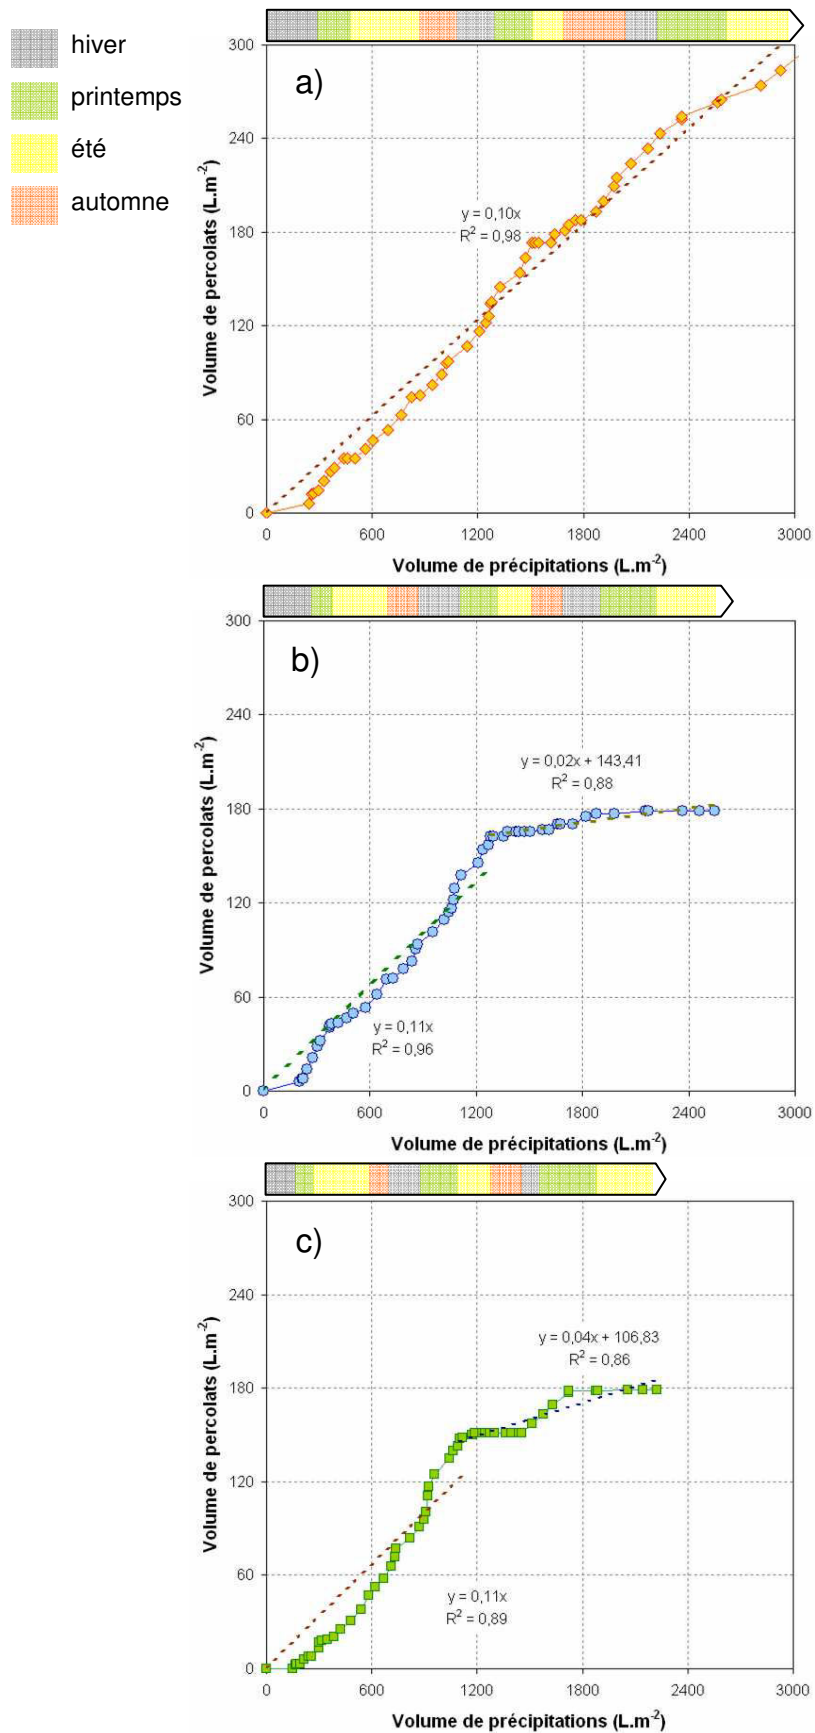 hiver
printemps
été
automne
a)
300
240
180
120
60
0
y = 0,10x
R² = 0,98
0 600 1200 1800 2400 3000
Volume de percolats (L.m⁻²)
Volume de précipitations (L.m⁻²)
b)
300
240
180
120
60
0
y = 0,02x + 143,41
R² = 0,88
y = 0,11x
R² = 0,96
0 600 1200 1800 2400 3000
Volume de percolats (L.m⁻²)
Volume de précipitations (L.m⁻²)
c)
300
240
180
120
60
0
y = 0,04x + 106,83
R² = 0,86
y = 0,11x
R² = 0,89
0 600 1200 1800 2400 3000
Volume de percolats (L.m⁻²)
Volume de précipitations (L.m⁻²)